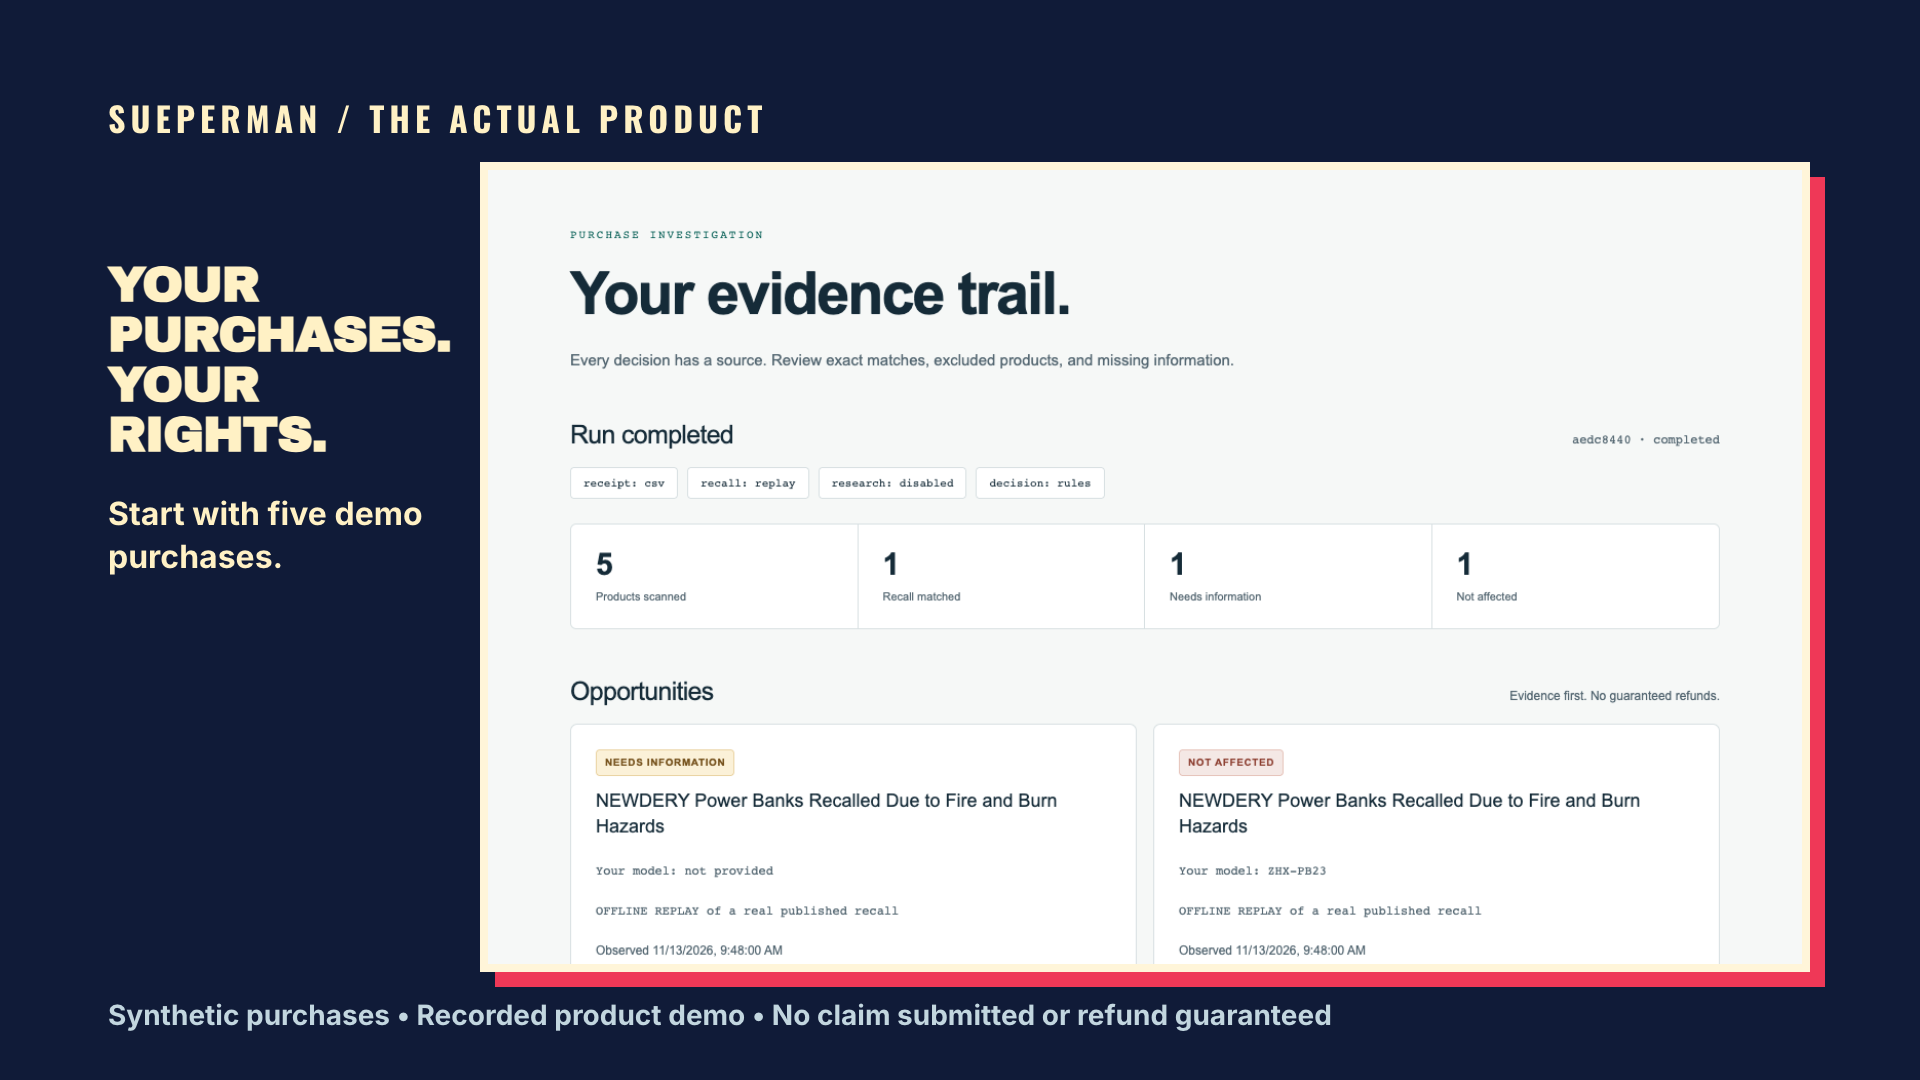 SUEPERMAN / THE ACTUAL PRODUCT
YOUR
PURCHASES.
YOUR
RIGHTS.
Start with five demo
purchases.
PURCHASE INVESTIGATION
Your evidence trail.
Every decision has a source. Review exact matches, excluded products, and missing information.
Run completed
aedc8440 · completed
receipt: csv
recall: replay
research: disabled
decision: rules
5
Products scanned
1
Recall matched
1
Needs information
1
Not affected
Opportunities
Evidence first. No guaranteed refunds.
NEEDS INFORMATION
NEWDERY Power Banks Recalled Due to Fire and Burn
Hazards
Your model: not provided
OFFLINE REPLAY of a real published recall
Observed 11/13/2026, 9:48:00 AM
NOT AFFECTED
NEWDERY Power Banks Recalled Due to Fire and Burn
Hazards
Your model: ZHX-PB23
OFFLINE REPLAY of a real published recall
Observed 11/13/2026, 9:48:00 AM
Synthetic purchases • Recorded product demo • No claim submitted or refund guaranteed